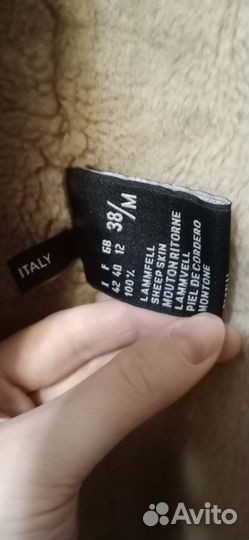 ITALY
38/M
I F GB
42 40 12
100%
LAMMFELL
SHEEP SKIN
MOUTON RITORNE
LAMMVELL
PIEL DE CORDERO
MONTONE
Avito